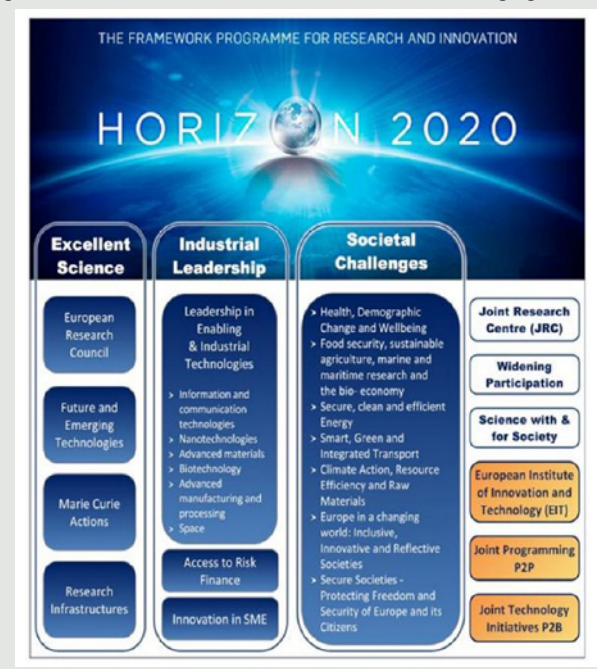 THE FRAMEWORK PROGRAMME FOR RESEARCH AND INNOVATION
HORIZON 2020
Excellent
Science
European
Research
Council
Future and
Emerging
Technologies
Marie Curie
Actions
Research
Infrastructures
Industrial
Leadership
Leadership in
Enabling
& Industrial
Technologies
> Information and
communication
technologies
> Nanotechnologies
> Advanced materials
> Biotechnology
> Advanced
manufacturing and
processing
> Space
Access to Risk
Finance
Innovation in SME
Societal
Challenges
> Health, Demographic
Change and Wellbeing
> Food security, sustainable
agriculture, marine and
maritime research and
the bio- economy
> Secure, clean and efficient
Energy
> Smart, Green and
Integrated Transport
> Climate Action, Resource
Efficiency and Raw
Materials
> Europe in a changing
world: Inclusive,
Innovative and Reflective
Societies
> Secure Societies -
Protecting Freedom and
Security of Europe and its
Citizens
Joint Research
Centre (JRC)
Widening
Participation
Science with &
for Society
European Institute
of Innovation and
Technology (EIT)
Joint Programming
P2P
Joint Technology
Initiatives P2B